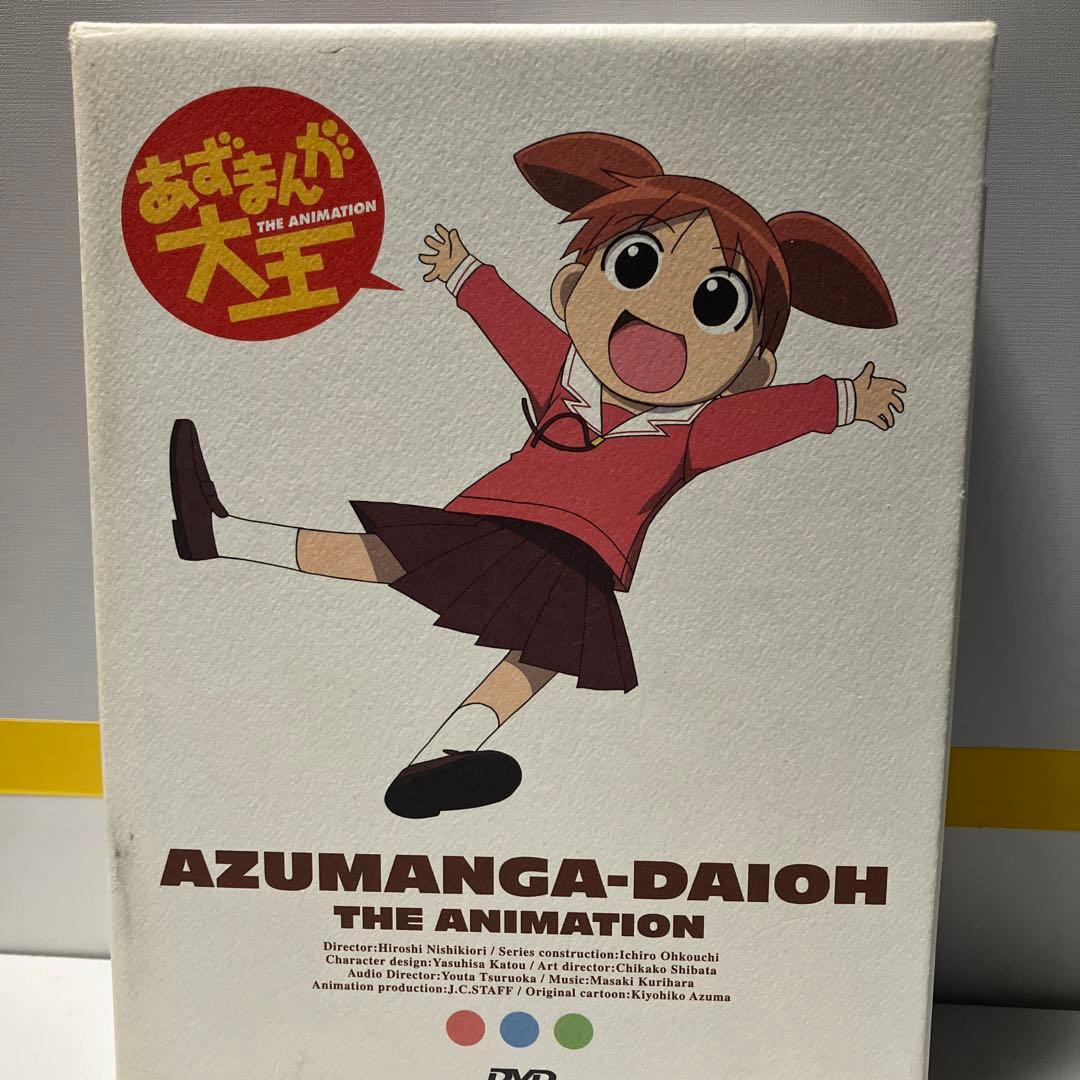 あずまんが
THE ANIMATION
大王
AZUMANGA-DAIOH
THE ANIMATION
Director:Hiroshi Nishikiori / Series construction:Ichiro Ohkouchi
Character design:Yasuhisa Katou / Art director:Chikako Shibata
Audio Director:Youta Tsuruoka / Music:Masaki Kurihara
Animation production:J.C.STAFF / Original cartoon:Kiyohiko Azuma
DVD